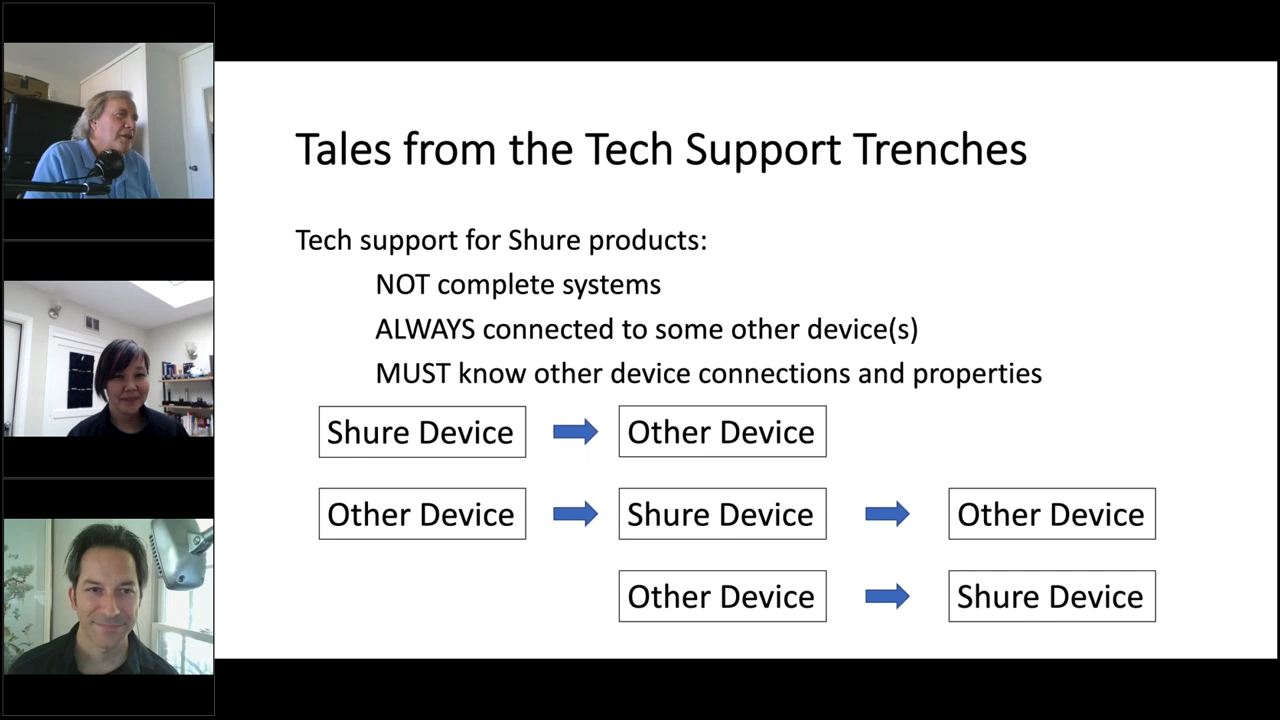 Tales from the Tech Support Trenches
Tech support for Shure products:
NOT complete systems
ALWAYS connected to some other device(s)
MUST know other device connections and properties
Shure Device
Other Device
Other Device
Shure Device
Other Device
Other Device
Shure Device